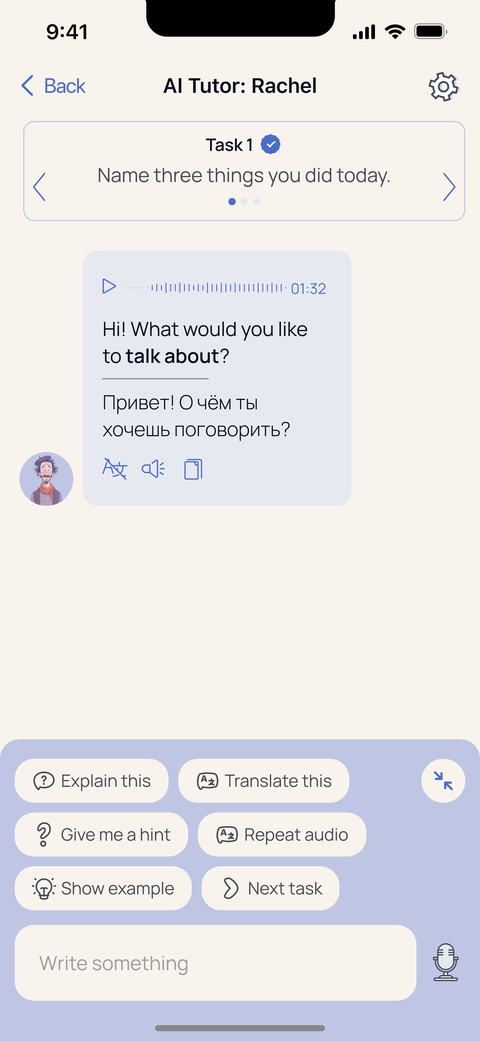 9:41
Back
AI Tutor: Rachel
Task 1
Name three things you did today.
01:32
Hi! What would you like
to talk about?
Привет! О чём ты
хочешь поговорить?
Explain this
Translate this
Give me a hint
Repeat audio
Show example
Next task
Write something